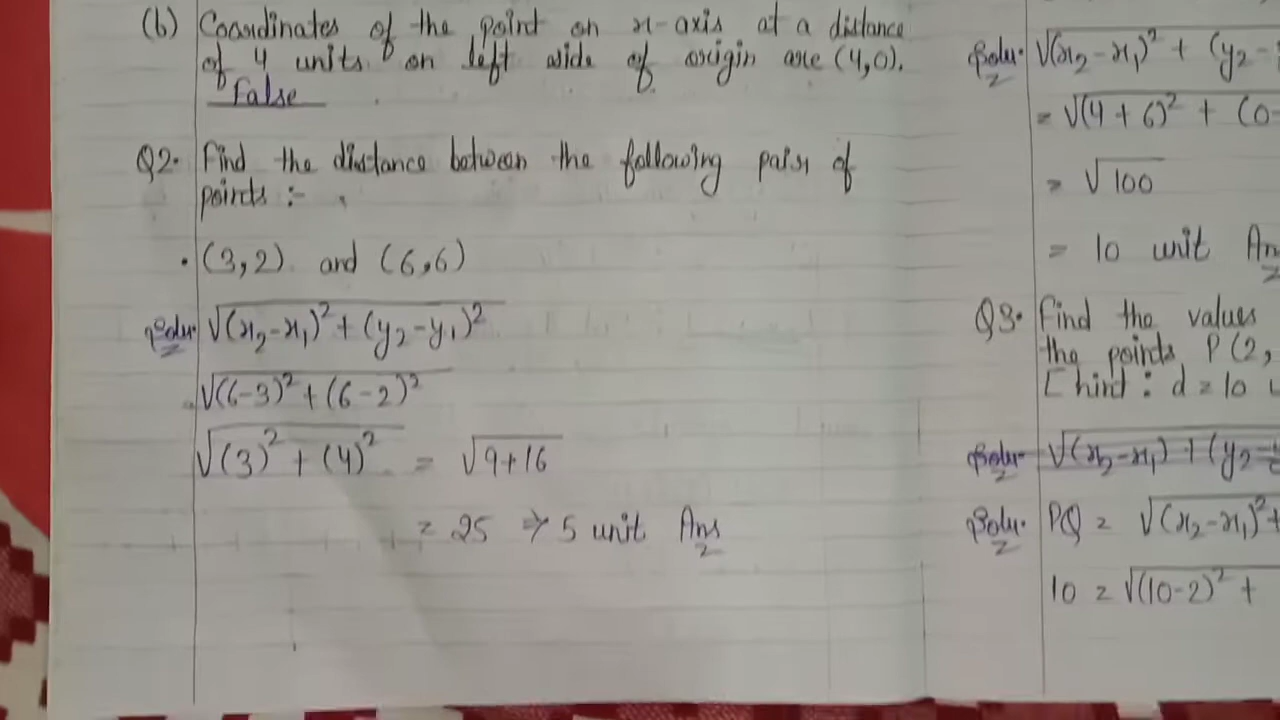 (b) Coordinates of the point on x-axis at a distance
of 4 units on left side of origin are (4,0).
False
Q2. Find the distance between the following pairs of
points :-
. (3,2) and (6,6)
Solu. √(x₂-x₁)² + (y₂-y₁)²
√(6-3)² + (6-2)²
√(3)² + (4)² = √9+16
= 25 ⇒ 5 unit Ans
Solu. √(x₂-x₁)² + (y₂-
= √(4+6)² + (0-
= √100
= 10 unit An
Q3. Find the values
the points P(2,
[hint: d = 10 u
Solu. √(x₂-x₁) + (y₂-
Solu. PQ = √(x₂-x₁)² +
10 = √(10-2)² +